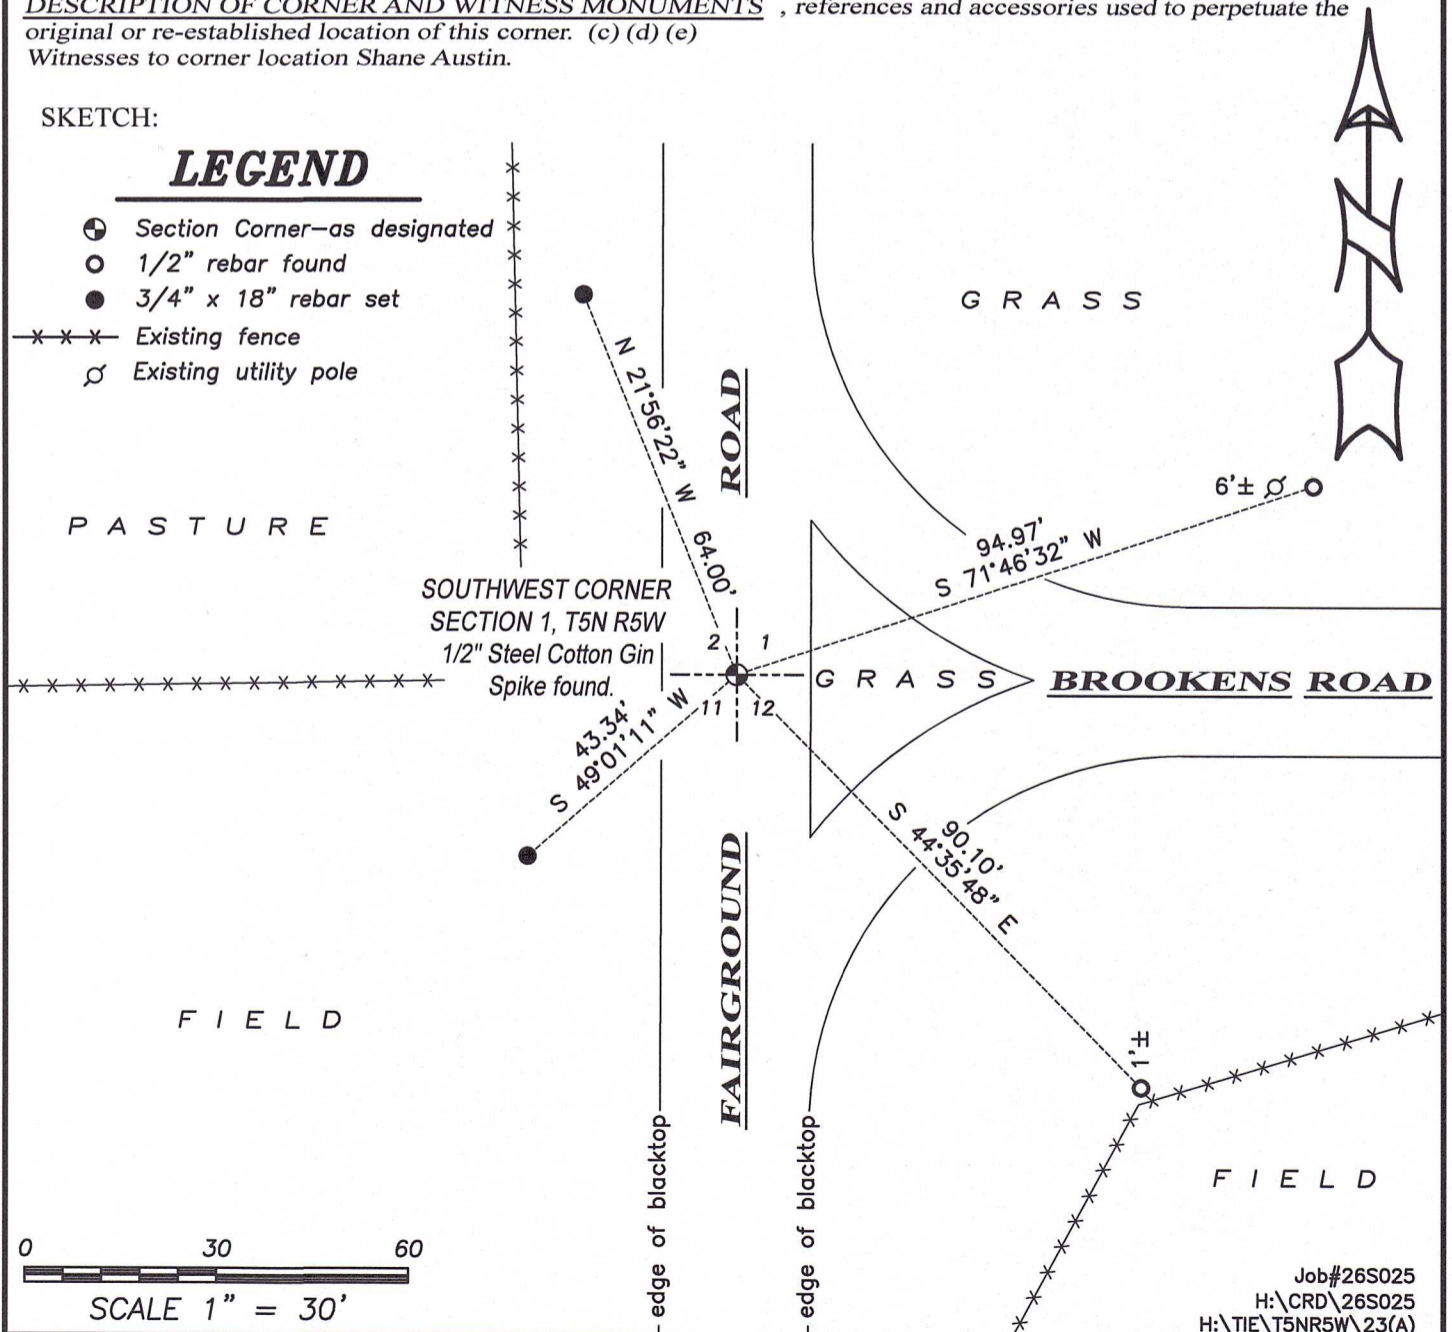 DESCRIPTION OF CORNER AND WITNESS MONUMENTS , references and accessories used to perpetuate the
original or re-established location of this corner. (c) (d) (e)
Witnesses to corner location Shane Austin.
SKETCH:
LEGEND
Section Corner—as designated
1/2" rebar found
3/4" x 18" rebar set
Existing fence
Existing utility pole
N
GRASS
N 21°56'22" W
64.00'
ROAD
6'±
PASTURE
94.97'
S 71°46'32" W
SOUTHWEST CORNER
SECTION 1, T5N R5W
1/2" Steel Cotton Gin
Spike found.
2 1
11 12
GRASS
BROOKENS ROAD
43.34'
S 49°01'11" W
90.10'
S 44°35'48" E
FAIRGROUND
FIELD
1'±
edge of blacktop
edge of blacktop
FIELD
0 30 60
SCALE 1" = 30'
Job#26S025
H:\CRD\26S025
H:\TIE\T5NR5W\23(A)